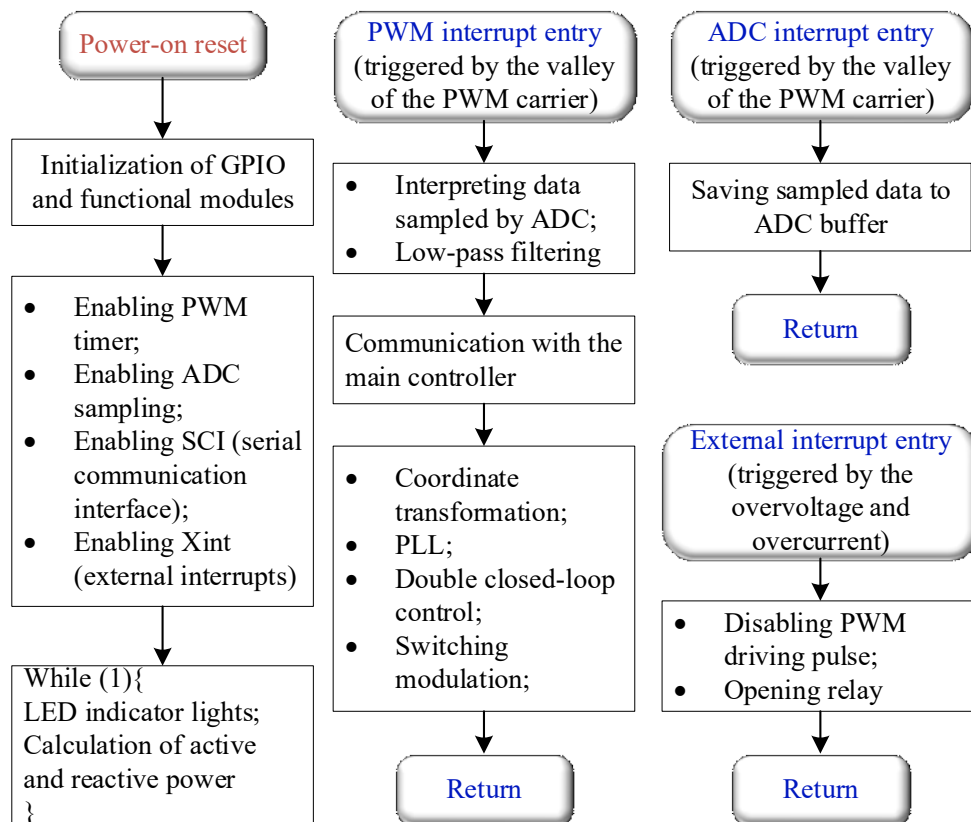 Power-on reset
Initialization of GPIO
and functional modules
• Enabling PWM
timer;
• Enabling ADC
sampling;
• Enabling SCI (serial
communication
interface);
• Enabling Xint
(external interrupts)
While (1){
LED indicator lights;
Calculation of active
and reactive power
}
PWM interrupt entry
(triggered by the valley
of the PWM carrier)
• Interpreting data
sampled by ADC;
• Low-pass filtering
Communication with the
main controller
• Coordinate
transformation;
• PLL;
• Double closed-loop
control;
• Switching
modulation;
Return
ADC interrupt entry
(triggered by the valley
of the PWM carrier)
Saving sampled data to
ADC buffer
Return
External interrupt entry
(triggered by the
overvoltage and
overcurrent)
• Disabling PWM
driving pulse;
• Opening relay
Return